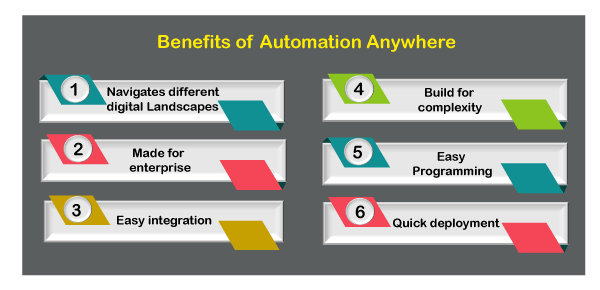 Benefits of Automation Anywhere
1
Navigates different
digital Landscapes
2
Made for
enterprise
3
Easy integration
4
Build for
complexity
5
Easy
Programming
6
Quick deployment